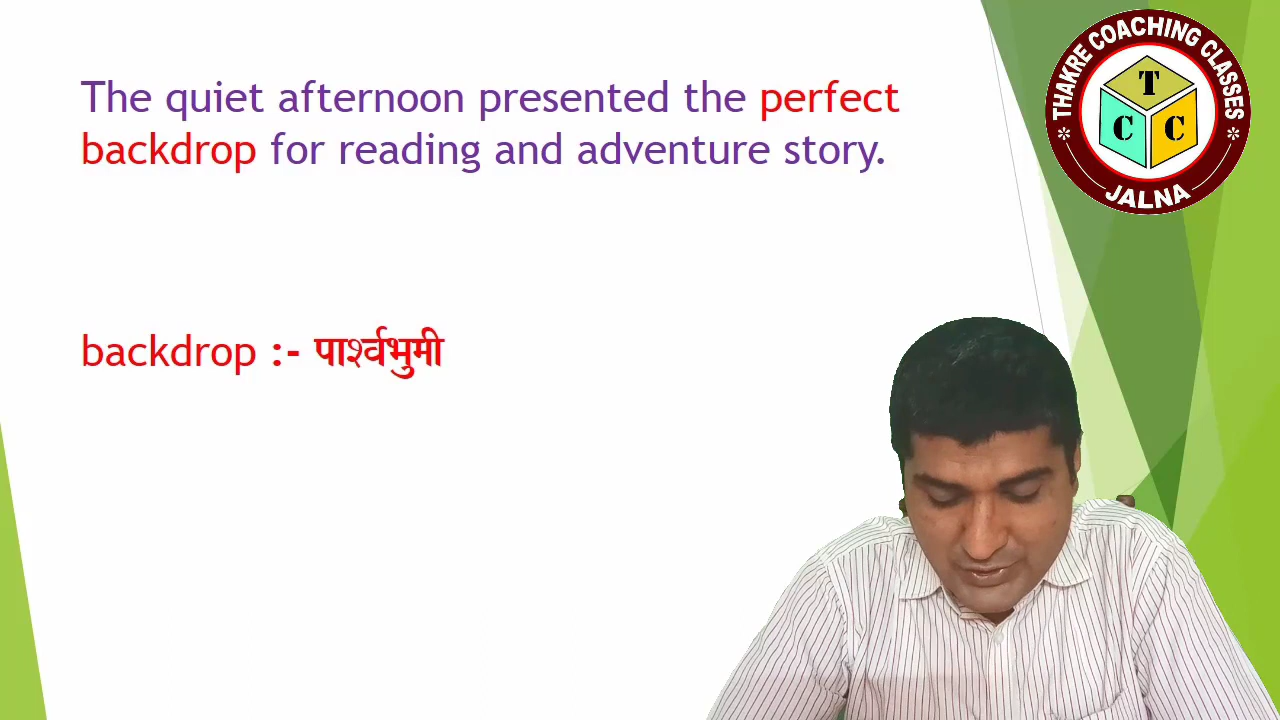 The quiet afternoon presented the perfect
backdrop for reading and adventure story.
backdrop :- पार्श्वभुमी
THAKRE COACHING CLASSES
T
C C
JALNA